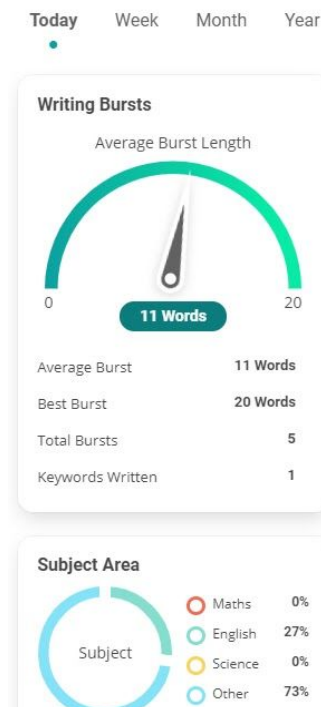 Today Week Month Year
Writing Bursts
Average Burst Length
0 20
11 Words
Average Burst 11 Words
Best Burst 20 Words
Total Bursts 5
Keywords Written 1
Subject Area
Subject
Maths 0%
English 27%
Science 0%
Other 73%